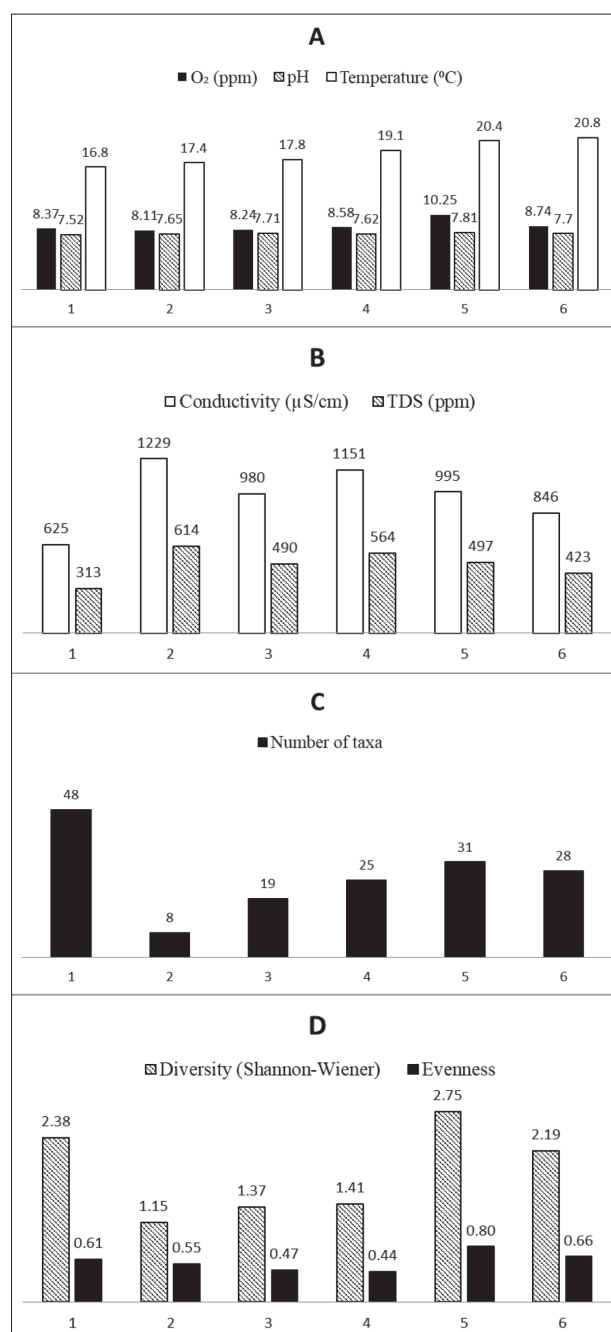 A
O₂ (ppm) pH Temperature (⁰C)
8.37 7.52 16.8 8.11 7.65 17.4 8.24 7.71 17.8 8.58 7.62 19.1 10.25 7.81 20.4 8.74 7.7 20.8
1 2 3 4 5 6
B
Conductivity (µS/cm) TDS (ppm)
625 313 1229 614 980 490 1151 564 995 497 846 423
1 2 3 4 5 6
C
Number of taxa
48 8 19 25 31 28
1 2 3 4 5 6
D
Diversity (Shannon-Wiener) Evenness
2.38 0.61 1.15 0.55 1.37 0.47 1.41 0.44 2.75 0.80 2.19 0.66
1 2 3 4 5 6